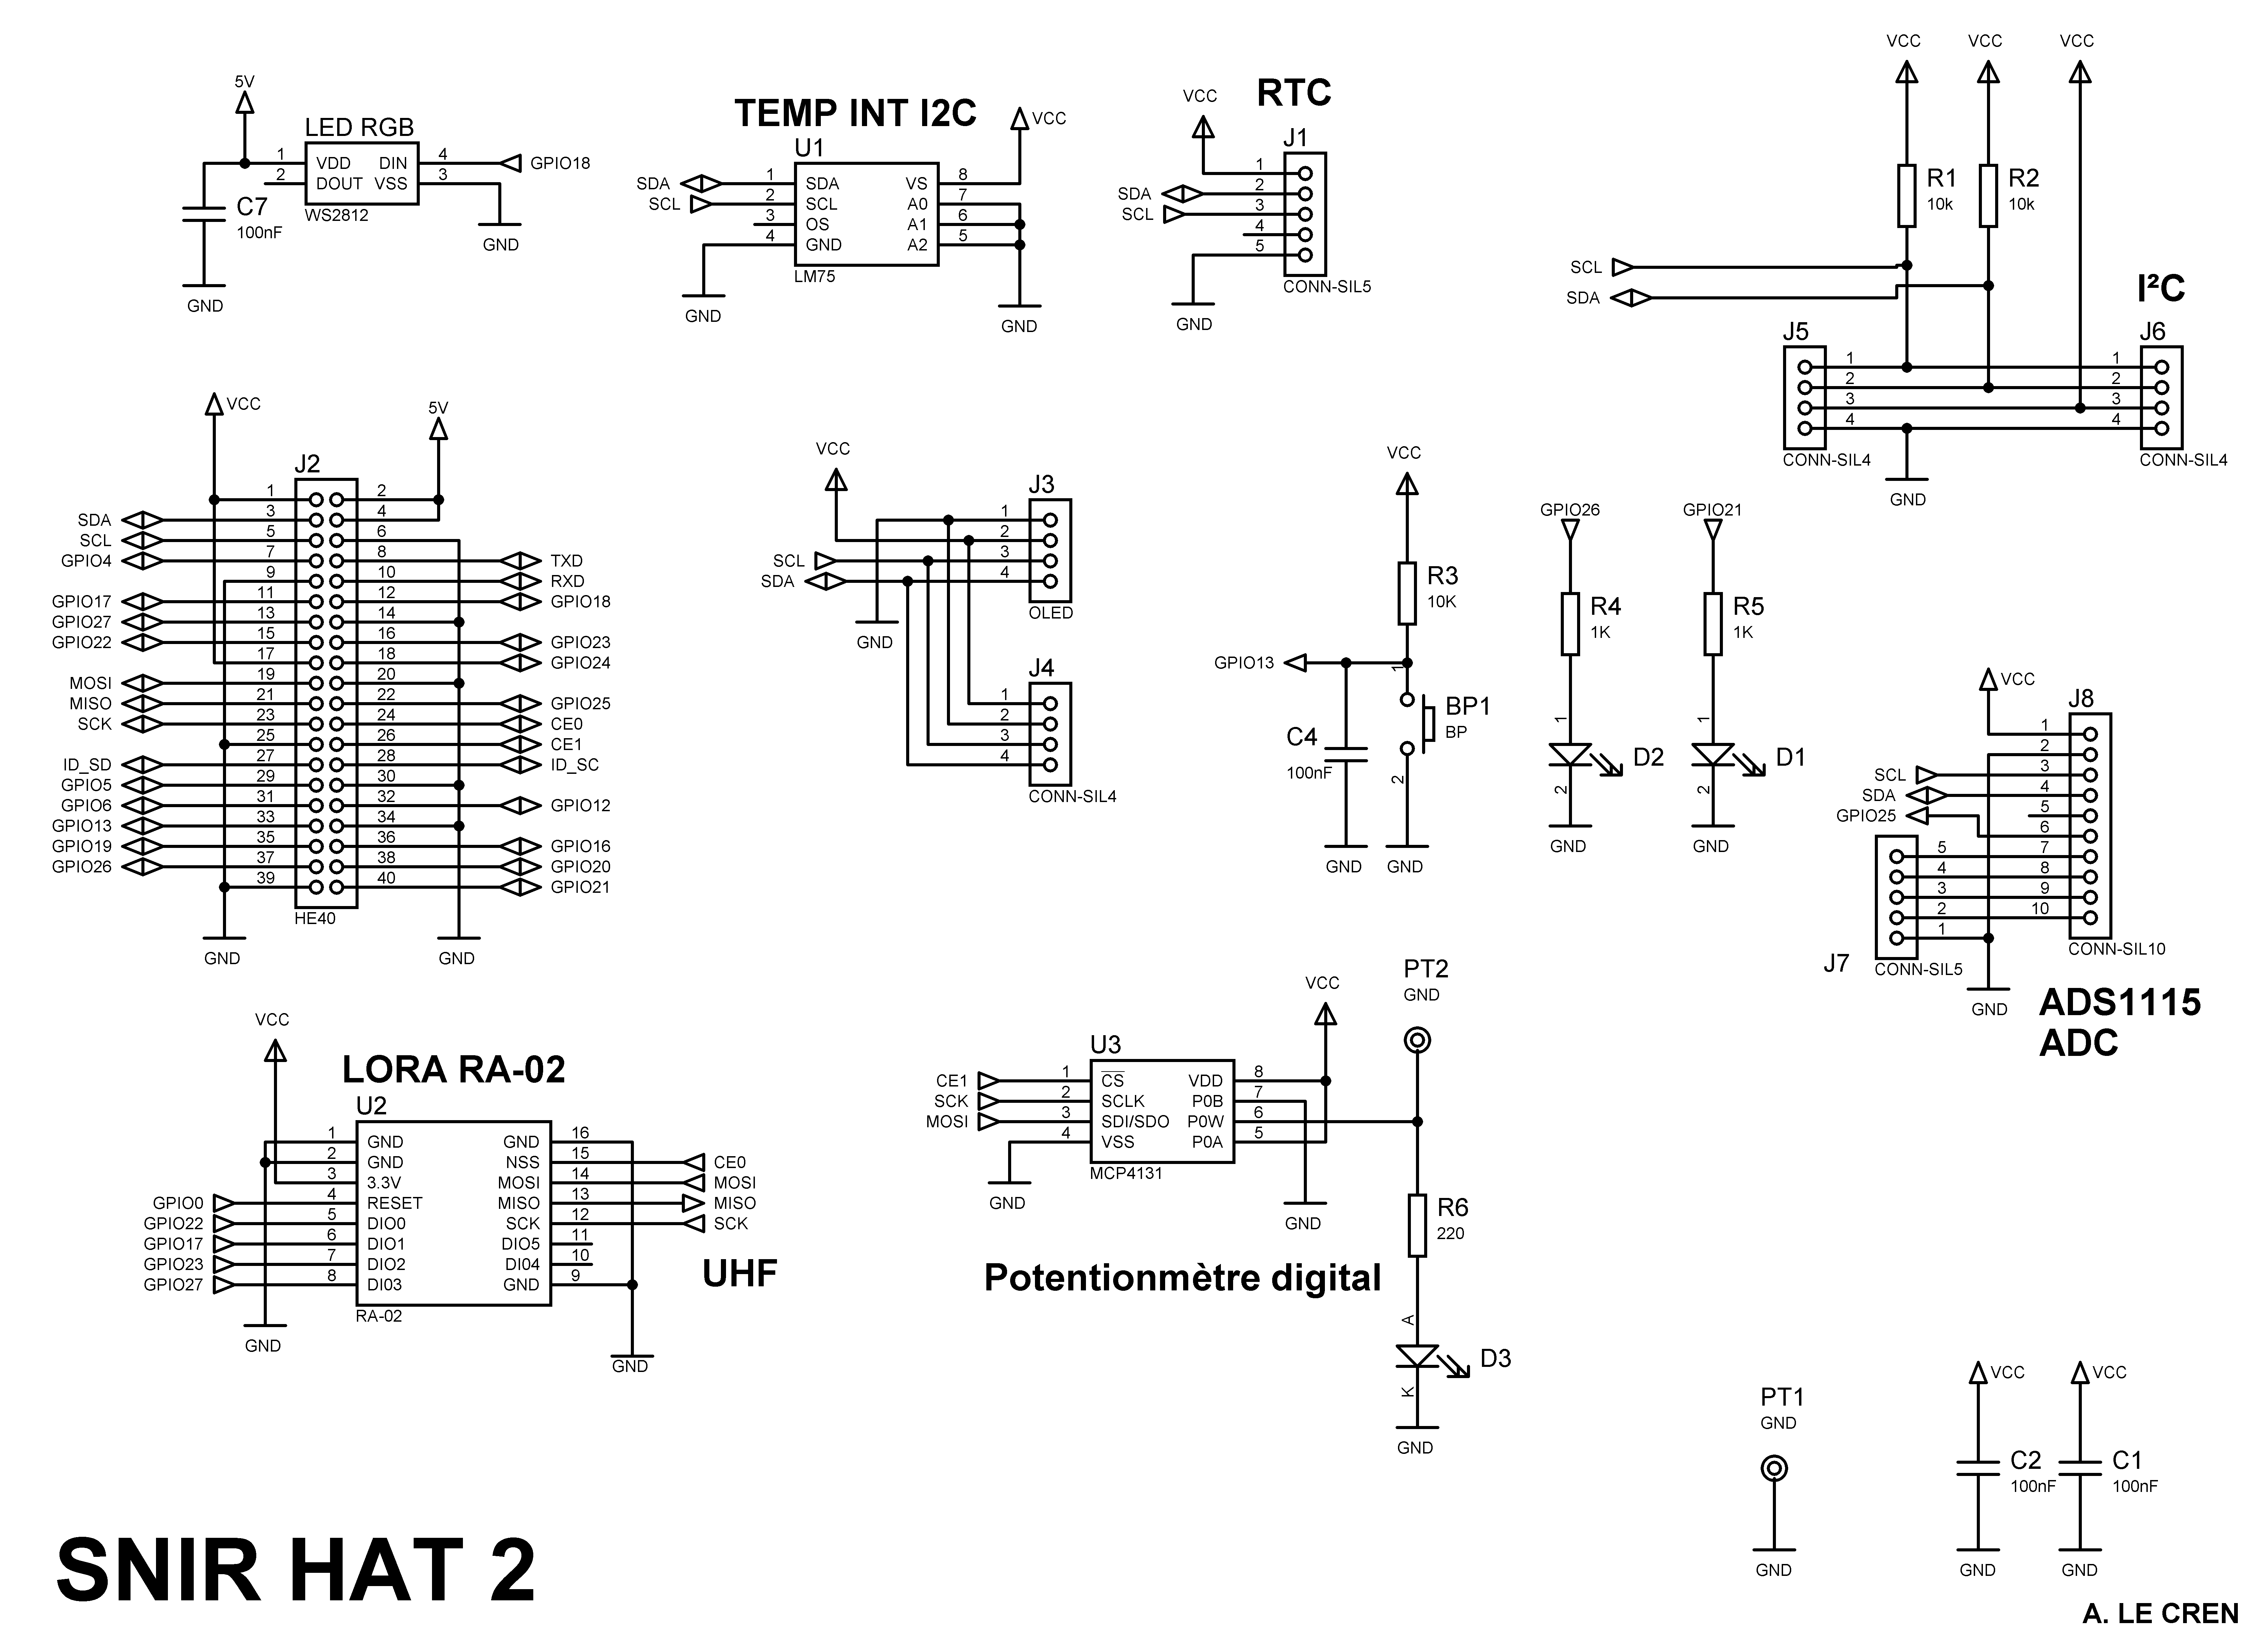 5V
LED RGB
1 VDD DIN 4 GPIO18
2 DOUT VSS 3
WS2812
C7
100nF
GND
GND
TEMP INT I2C
U1
VCC
SDA 1 SDA VS 8
SCL 2 SCL A0 7
3 OS A1 6
4 GND A2 5
LM75
GND
GND
RTC
VCC
J1
1
SDA 2
SCL 3
4
5
CONN-SIL5
GND
VCC VCC VCC
R1
10k
R2
10k
SCL
SDA
I²C
J5 J6
1 1
2 2
3 3
4 4
CONN-SIL4 CONN-SIL4
GND
VCC
5V
J2
1 2
SDA 3 4
SCL 5 6
GPIO4 7 8 TXD
9 10 RXD
GPIO17 11 12 GPIO18
GPIO27 13 14
GPIO22 15 16 GPIO23
17 18 GPIO24
MOSI 19 20
MISO 21 22 GPIO25
SCK 23 24 CE0
25 26 CE1
ID_SD 27 28 ID_SC
GPIO5 29 30
GPIO6 31 32 GPIO12
GPIO13 33 34
GPIO19 35 36 GPIO16
GPIO26 37 38 GPIO20
39 40 GPIO21
HE40
GND GND
VCC
J3
1
2
SCL 3
SDA 4
OLED
GND
J4
1
2
3
4
CONN-SIL4
VCC
R3
10K
GPIO13
1
BP1
BP
C4
100nF
2
GND GND
GPIO26 GPIO21
R4
1K
R5
1K
1 1
D2 D1
2 2
GND GND
VCC
J8
1
2
SCL 3
SDA 4
GPIO25 5
6
5 7
4 8
3 9
2 10
1
CONN-SIL10
J7 CONN-SIL5
GND
ADS1115
ADC
VCC
LORA RA-02
U2
1 GND GND 16
2 GND NSS 15 CE0
3 3.3V MOSI 14 MOSI
GPIO0 4 RESET MISO 13 MISO
GPIO22 5 DIO0 SCK 12 SCK
GPIO17 6 DIO1 DIO5 11
GPIO23 7 DIO2 DI04 10
GPIO27 8 DI03 GND 9
RA-02
UHF
GND
GND
PT2
GND
VCC
U3
CE1 1 CS VDD 8
SCK 2 SCLK P0B 7
MOSI 3 SDI/SDO P0W 6
4 VSS P0A 5
MCP4131
GND GND
R6
220
Potentionmètre digital
A
D3
K
GND
PT1
GND
GND
VCC VCC
C2
100nF
C1
100nF
GND GND
SNIR HAT 2
A. LE CREN